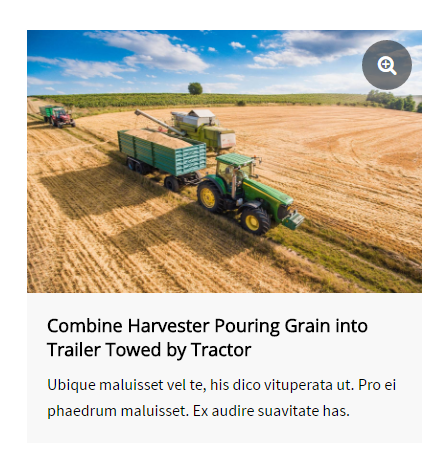 Combine Harvester Pouring Grain into
Trailer Towed by Tractor
Ubique maluisset vel te, his dico vituperata ut. Pro ei
phaedrum maluisset. Ex audire suavitate has.